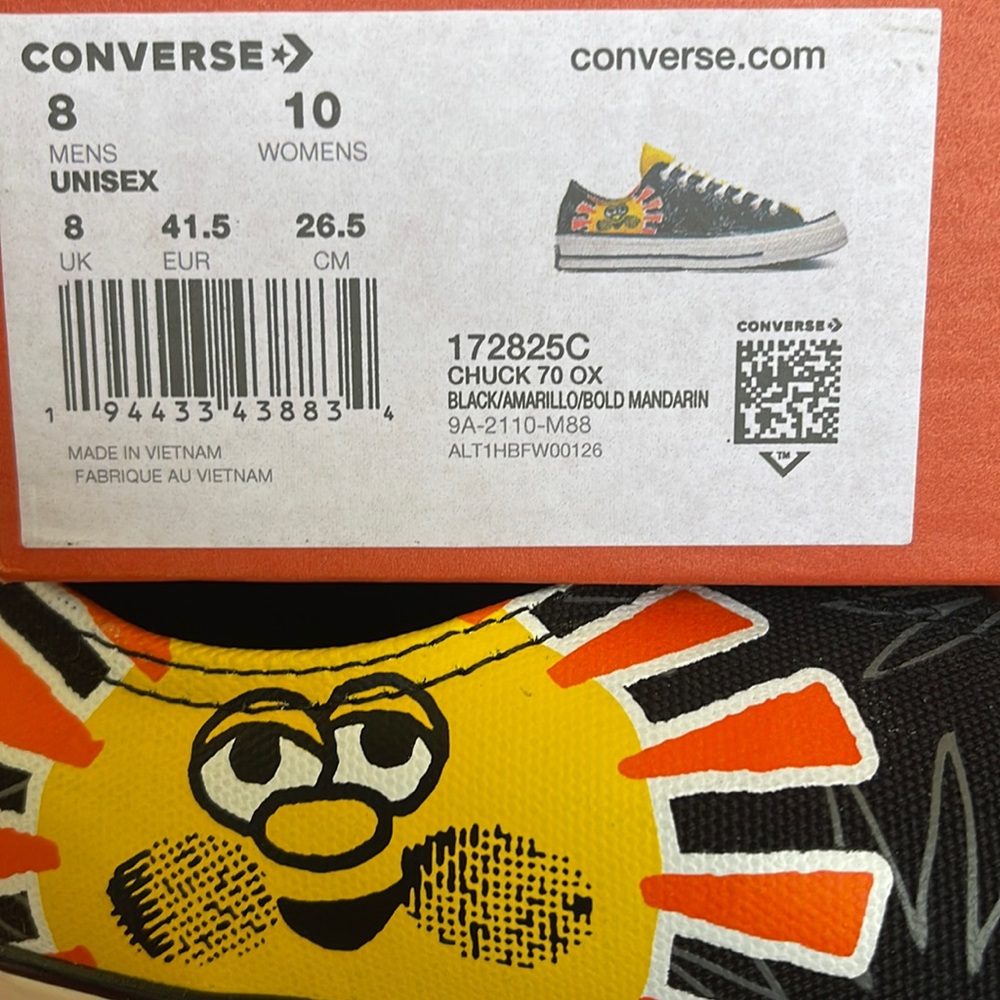 CONVERSE
converse.com
8 10
MENS WOMENS
UNISEX
8 41.5 26.5
UK EUR CM
1 94433 43883 4
MADE IN VIETNAM
FABRIQUE AU VIETNAM
172825C
CHUCK 70 OX
BLACK/AMARILLO/BOLD MANDARIN
9A-2110-M88
ALT1HBFW00126
CONVERSE
TM